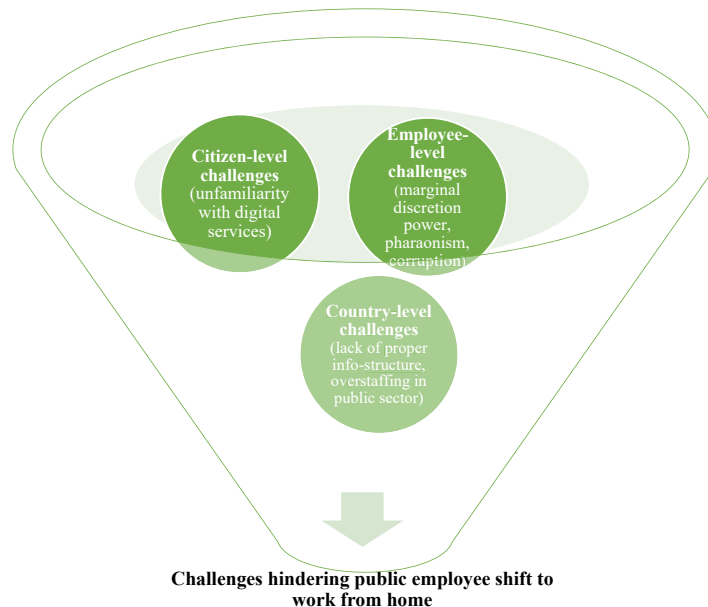 Citizen-level
challenges
(unfamiliarity
with digital
services)
Employee-
level
challenges
(marginal
discretion
power,
pharaonism,
corruption)
Country-level
challenges
(lack of proper
info-structure,
overstaffing in
public sector)
Challenges hindering public employee shift to
work from home